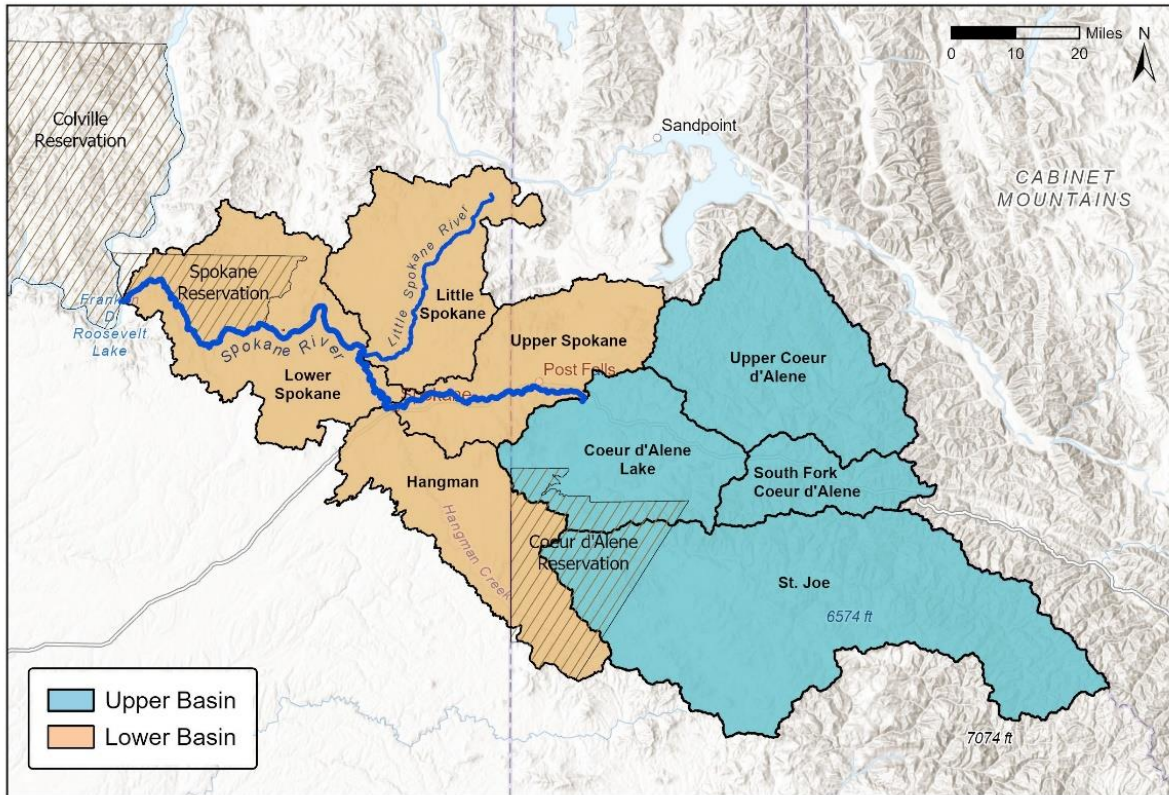 Miles
0 10 20
N
Colville
Reservation
Sandpoint
CABINET
MOUNTAINS
Little Spokane River
Spokane
Reservation
Franklin
D.
Roosevelt
Lake
Spokane River
Little
Spokane
Upper Spokane
Post Falls
Lower
Spokane
Spokane
Upper Coeur
d'Alene
Coeur d'Alene
Lake
South Fork
Coeur d'Alene
Hangman
Hangman Creek
Coeur d'Alene
Reservation
St. Joe
6574 ft
7074 ft
Upper Basin
Lower Basin